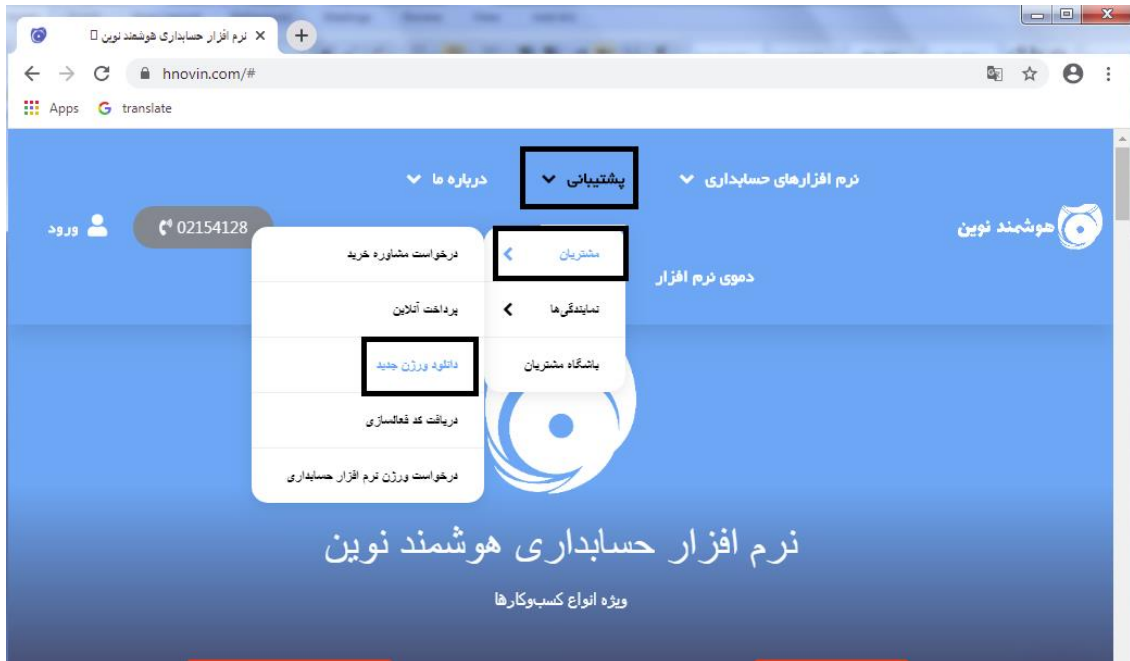 نرم افزار حسابداری هوشمند نوین
hnovin.com/#
Apps
translate
نرم افزارهای حسابداری
پشتیبانی
درباره ما
هوشمند نوین
02154128
ورود
دموی نرم افزار
مشتریان
نمایندگی‌ها
باشگاه مشتریان
درخواست مشاوره خرید
پرداخت آنلاین
دانلود ورژن جدید
دریافت کد فعالسازی
درخواست ورژن نرم افزار حسابداری
نرم افزار حسابداری هوشمند نوین
ویژه انواع کسب‌وکارها